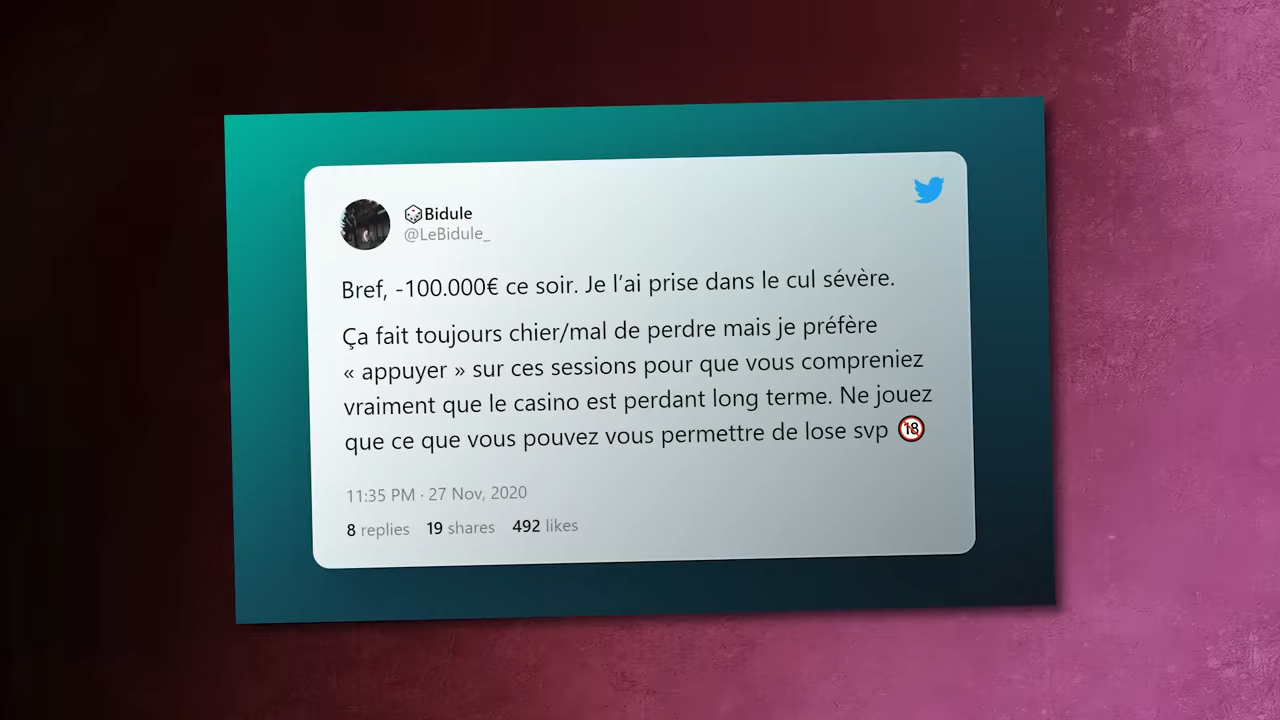 🎲Bidule
@LeBidule_
Bref, -100.000€ ce soir. Je l’ai prise dans le cul sévère.
Ça fait toujours chier/mal de perdre mais je préfère
« appuyer » sur ces sessions pour que vous compreniez
vraiment que le casino est perdant long terme. Ne jouez
que ce que vous pouvez vous permettre de lose svp 🔞
11:35 PM · 27 Nov, 2020
8 replies 19 shares 492 likes